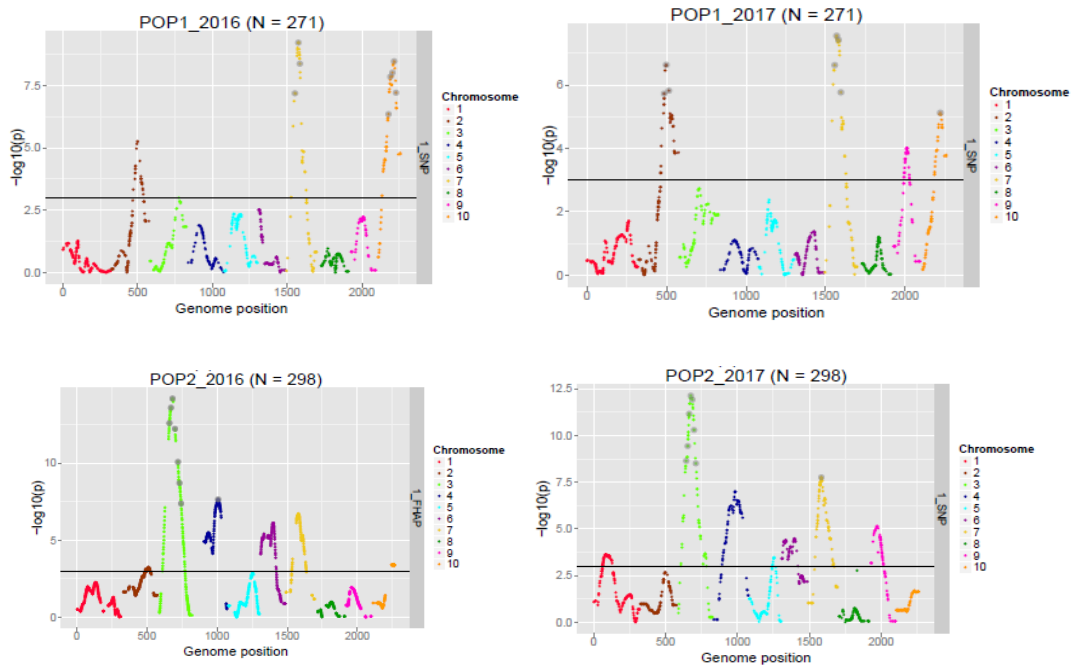 POP1_2016 (N = 271)
7.5
5.0
2.5
0.0
−log10(p)
0 500 1000 1500 2000
Genome position
1_SNP
Chromosome
1
2
3
4
5
6
7
8
9
10
POP1_2017 (N = 271)
6
4
2
0
−log10(p)
0 500 1000 1500 2000
Genome position
1_SNP
Chromosome
1
2
3
4
5
6
7
8
9
10
POP2_2016 (N = 298)
10
5
0
−log10(p)
0 500 1000 1500 2000
Genome position
1_FHAP
Chromosome
1
2
3
4
5
6
7
8
9
10
POP2_2017 (N = 298)
12.5
10.0
7.5
5.0
2.5
0.0
−log10(p)
0 500 1000 1500 2000
Genome position
1_SNP
Chromosome
1
2
3
4
5
6
7
8
9
10